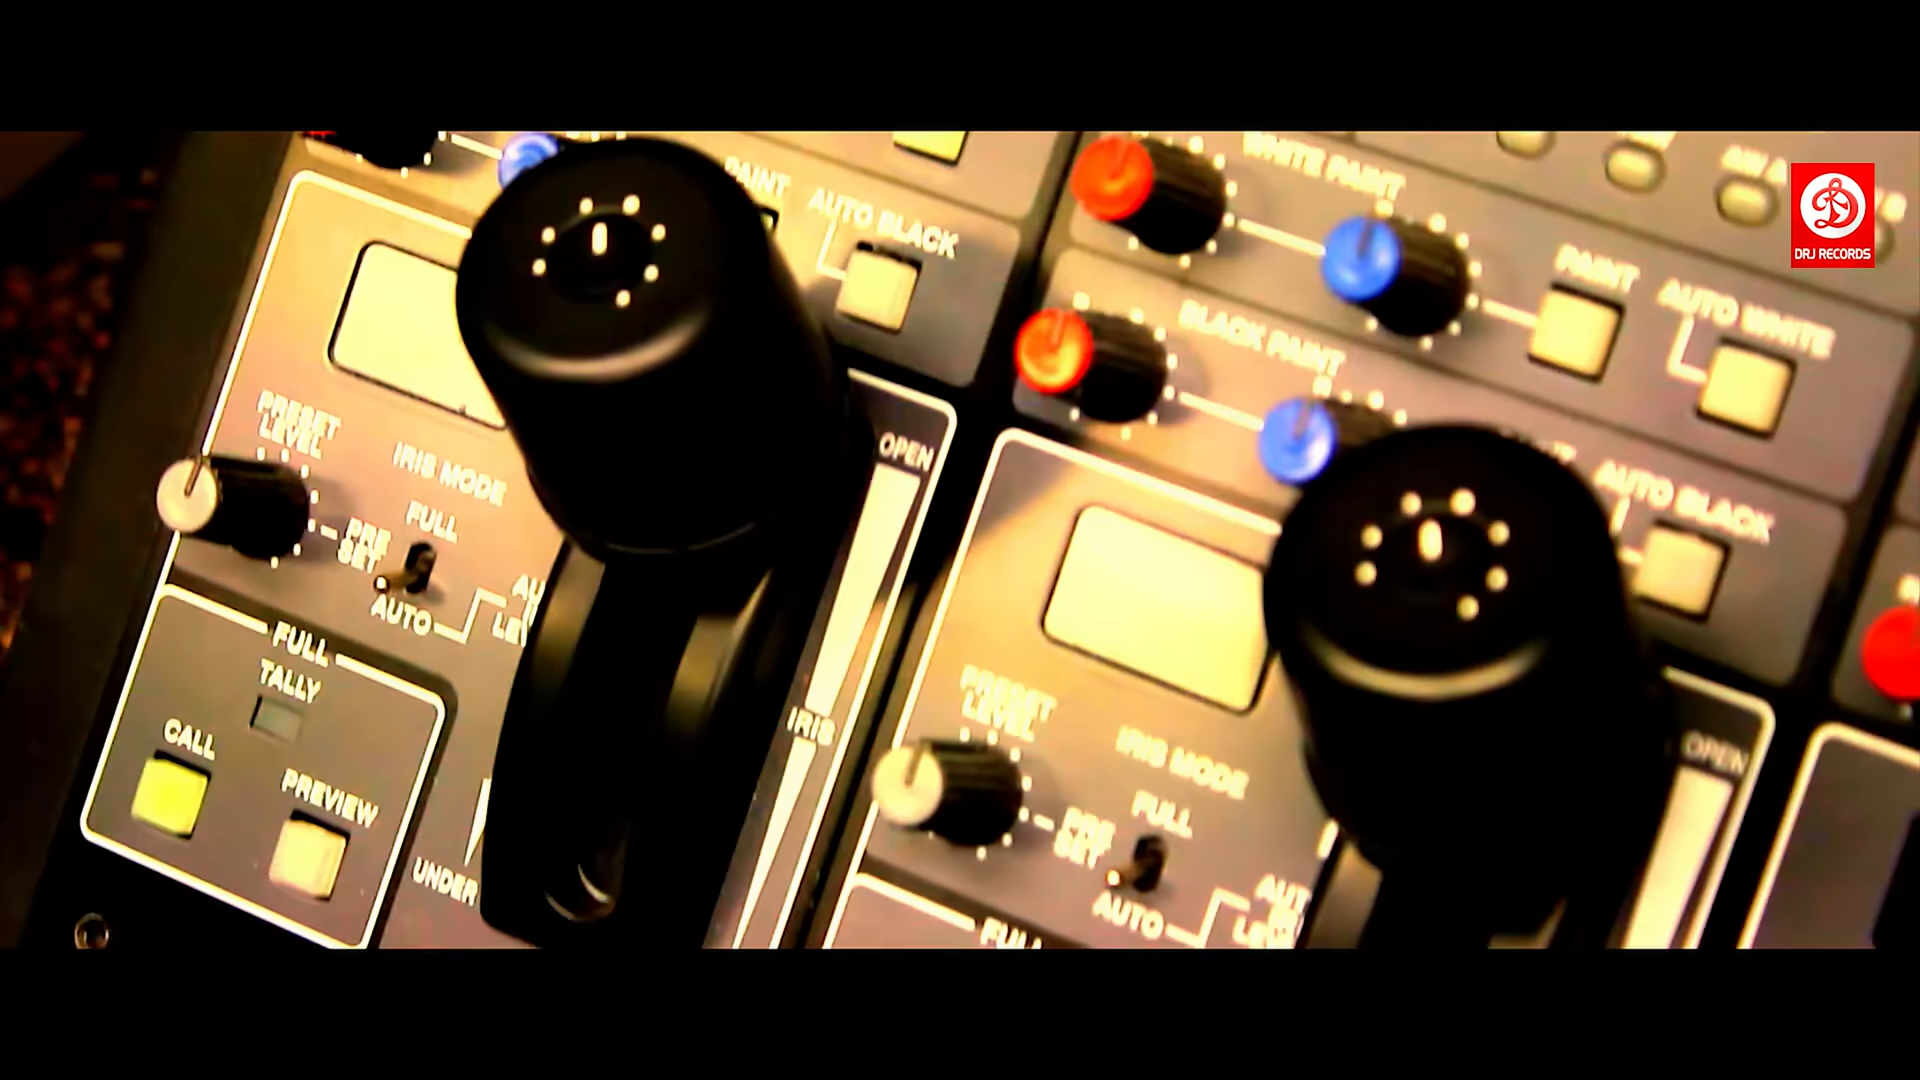 WHITE PAINT
PAINT
AUTO BLACK
PAINT
AUTO WHITE
BLACK PAINT
AUTO BLACK
DRJ RECORDS
PRESET
LEVEL
IRIS MODE
FULL
PRE
SET
AUTO
OPEN
IRIS
FULL
TALLY
CALL
PREVIEW
UNDER
PRESET
LEVEL
IRIS MODE
FULL
PRE
SET
AUTO
OPEN